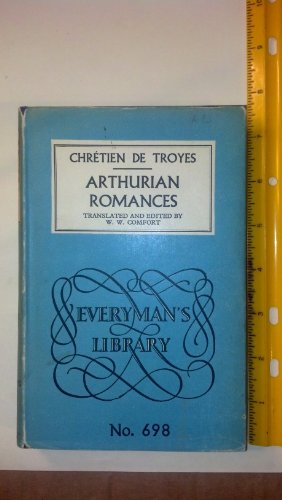 CHRÉTIEN DE TROYES
ARTHURIAN
ROMANCES
TRANSLATED AND EDITED BY
W. W. COMFORT
EVERYMAN'S
LIBRARY
No. 698